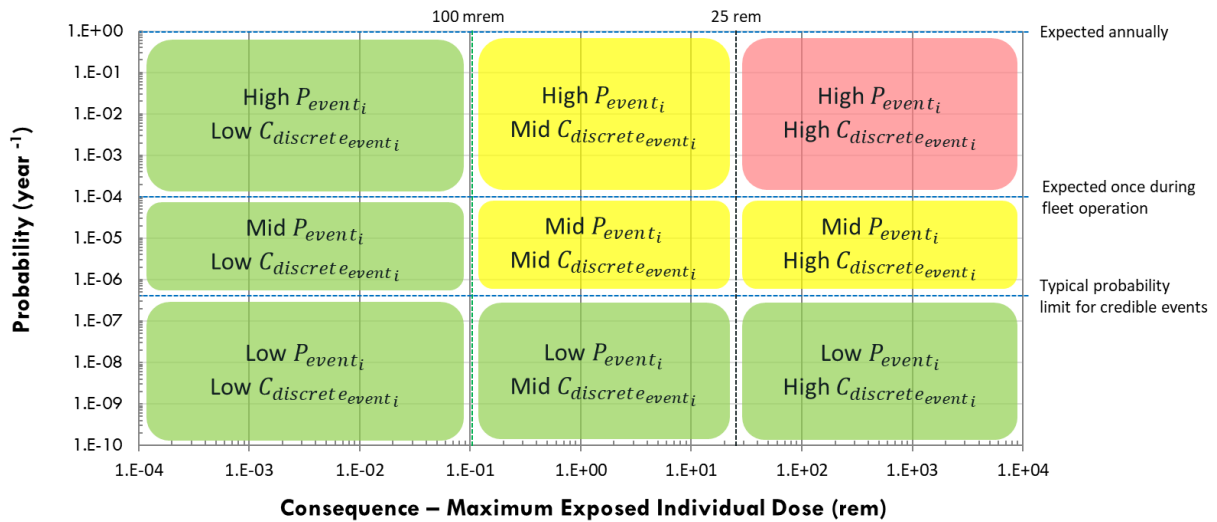 100 mrem
25 rem
1.E+00
Expected annually
1.E-01
1.E-02
1.E-03
1.E-04
1.E-05
1.E-06
1.E-07
1.E-08
1.E-09
1.E-10
Probability (year -1)
High P_event_i
Low C_discrete_event_i
High P_event_i
Mid C_discrete_event_i
High P_event_i
High C_discrete_event_i
Expected once during
fleet operation
Mid P_event_i
Low C_discrete_event_i
Mid P_event_i
Mid C_discrete_event_i
Mid P_event_i
High C_discrete_event_i
Typical probability
limit for credible events
Low P_event_i
Low C_discrete_event_i
Low P_event_i
Mid C_discrete_event_i
Low P_event_i
High C_discrete_event_i
1.E-04
1.E-03
1.E-02
1.E-01
1.E+00
1.E+01
1.E+02
1.E+03
1.E+04
Consequence – Maximum Exposed Individual Dose (rem)